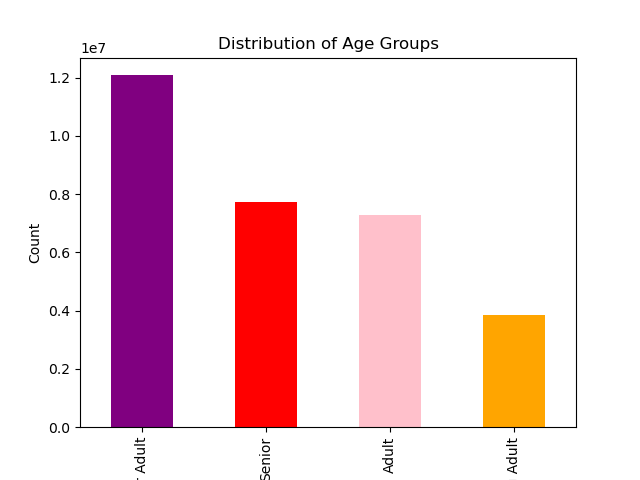 Distribution of Age Groups
1e7
1.2
1.0
0.8
0.6
0.4
0.2
0.0
Count
Adult
Senior
Adult
Adult